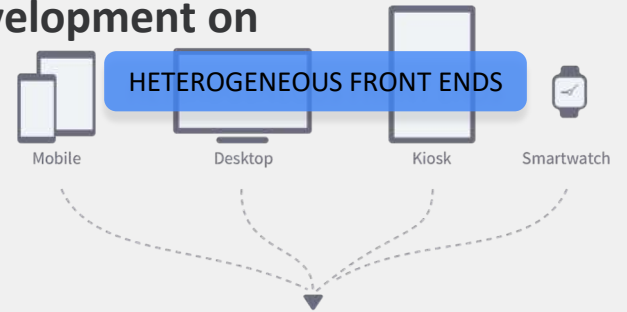 velopment on
HETEROGENEOUS FRONT ENDS
Mobile Desktop Kiosk Smartwatch